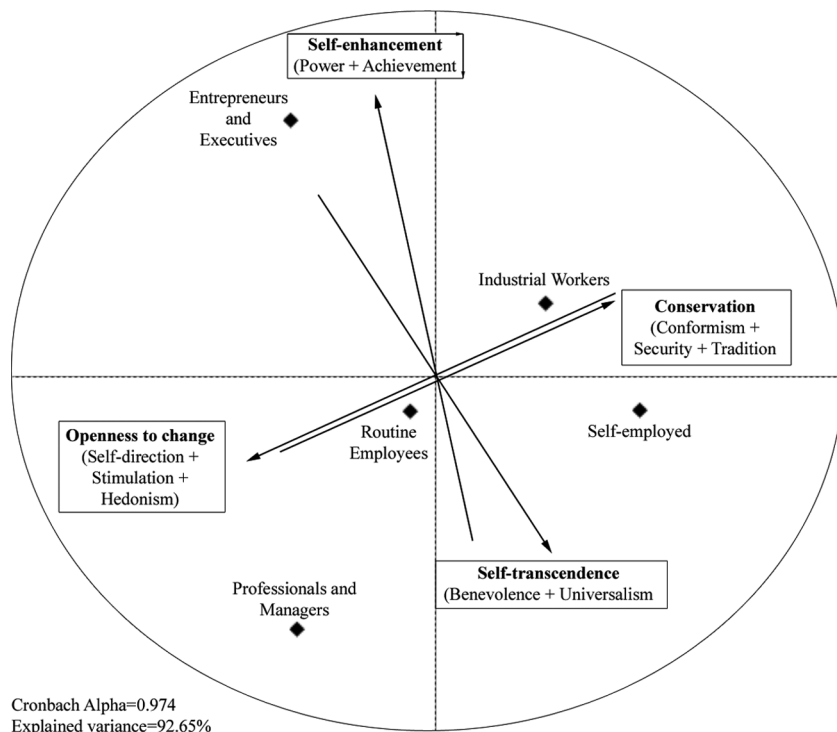 Self-enhancement
(Power + Achievement
Entrepreneurs
and
Executives
Industrial Workers
Conservation
(Conformism +
Security + Tradition
Openness to change
(Self-direction +
Stimulation +
Hedonism)
Routine
Employees
Self-employed
Self-transcendence
(Benevolence + Universalism
Professionals and
Managers
Cronbach Alpha=0.974
Explained variance=92.65%